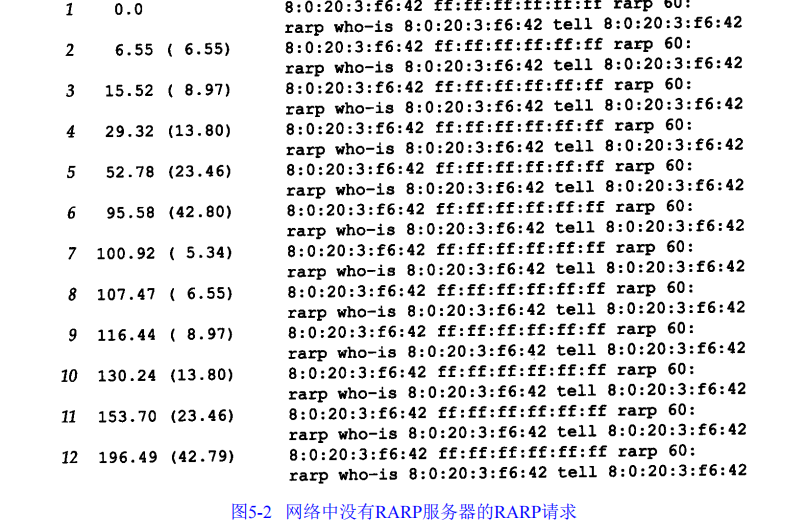 1 0.0 8:0:20:3:f6:42 ff:ff:ff:ff:ff:ff rarp 60:
rarp who-is 8:0:20:3:f6:42 tell 8:0:20:3:f6:42
2 6.55 ( 6.55) 8:0:20:3:f6:42 ff:ff:ff:ff:ff:ff rarp 60:
rarp who-is 8:0:20:3:f6:42 tell 8:0:20:3:f6:42
3 15.52 ( 8.97) 8:0:20:3:f6:42 ff:ff:ff:ff:ff:ff rarp 60:
rarp who-is 8:0:20:3:f6:42 tell 8:0:20:3:f6:42
4 29.32 (13.80) 8:0:20:3:f6:42 ff:ff:ff:ff:ff:ff rarp 60:
rarp who-is 8:0:20:3:f6:42 tell 8:0:20:3:f6:42
5 52.78 (23.46) 8:0:20:3:f6:42 ff:ff:ff:ff:ff:ff rarp 60:
rarp who-is 8:0:20:3:f6:42 tell 8:0:20:3:f6:42
6 95.58 (42.80) 8:0:20:3:f6:42 ff:ff:ff:ff:ff:ff rarp 60:
rarp who-is 8:0:20:3:f6:42 tell 8:0:20:3:f6:42
7 100.92 ( 5.34) 8:0:20:3:f6:42 ff:ff:ff:ff:ff:ff rarp 60:
rarp who-is 8:0:20:3:f6:42 tell 8:0:20:3:f6:42
8 107.47 ( 6.55) 8:0:20:3:f6:42 ff:ff:ff:ff:ff:ff rarp 60:
rarp who-is 8:0:20:3:f6:42 tell 8:0:20:3:f6:42
9 116.44 ( 8.97) 8:0:20:3:f6:42 ff:ff:ff:ff:ff:ff rarp 60:
rarp who-is 8:0:20:3:f6:42 tell 8:0:20:3:f6:42
10 130.24 (13.80) 8:0:20:3:f6:42 ff:ff:ff:ff:ff:ff rarp 60:
rarp who-is 8:0:20:3:f6:42 tell 8:0:20:3:f6:42
11 153.70 (23.46) 8:0:20:3:f6:42 ff:ff:ff:ff:ff:ff rarp 60:
rarp who-is 8:0:20:3:f6:42 tell 8:0:20:3:f6:42
12 196.49 (42.79) 8:0:20:3:f6:42 ff:ff:ff:ff:ff:ff rarp 60:
rarp who-is 8:0:20:3:f6:42 tell 8:0:20:3:f6:42
图5-2 网络中没有RARP服务器的RARP请求